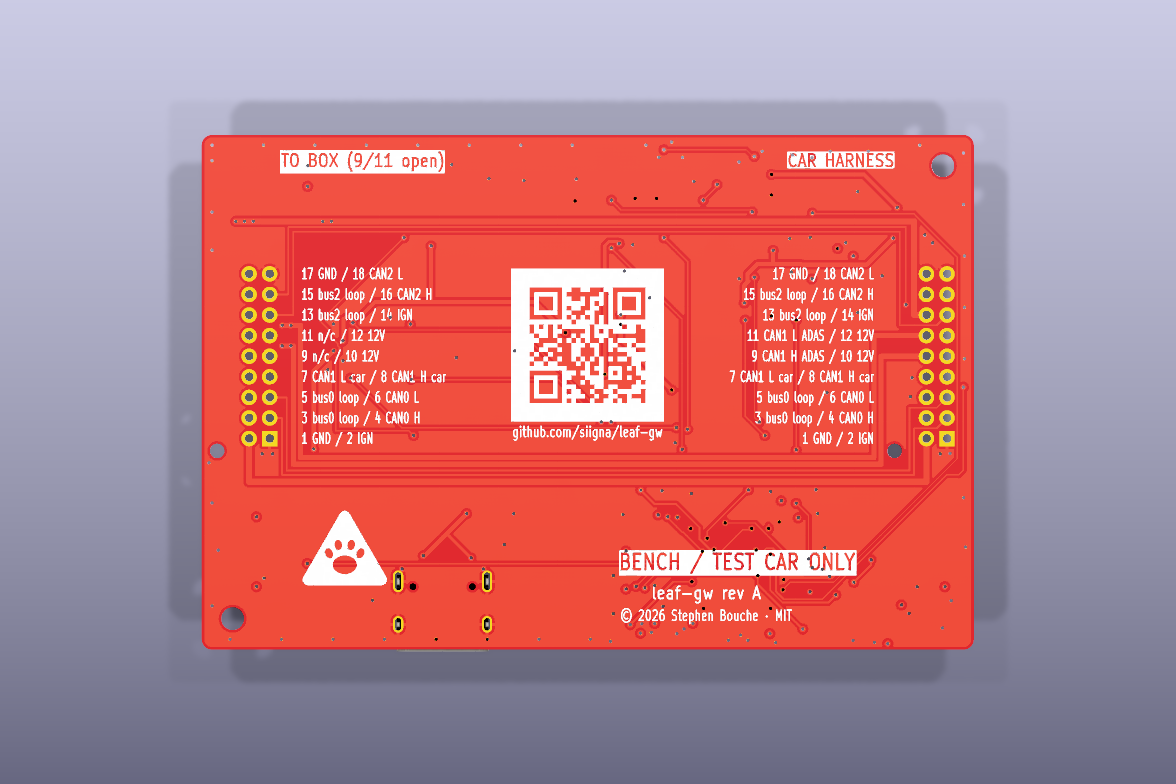 TO BOX (9/11 open)
CAR HARNESS
17 GND / 18 CAN2 L
15 bus2 loop / 16 CAN2 H
13 bus2 loop / 14 IGN
11 n/c / 12 12V
9 n/c / 10 12V
7 CAN1 L car / 8 CAN1 H car
5 bus0 loop / 6 CAN0 L
3 bus0 loop / 4 CAN0 H
1 GND / 2 IGN
17 GND / 18 CAN2 L
15 bus2 loop / 16 CAN2 H
13 bus2 loop / 14 IGN
11 CAN1 L ADAS / 12 12V
9 CAN1 H ADAS / 10 12V
7 CAN1 L car / 8 CAN1 H car
5 bus0 loop / 6 CAN0 L
3 bus0 loop / 4 CAN0 H
1 GND / 2 IGN
github.com/siigna/leaf-gw
BENCH / TEST CAR ONLY
leaf-gw rev A
© 2026 Stephen Bouche · MIT